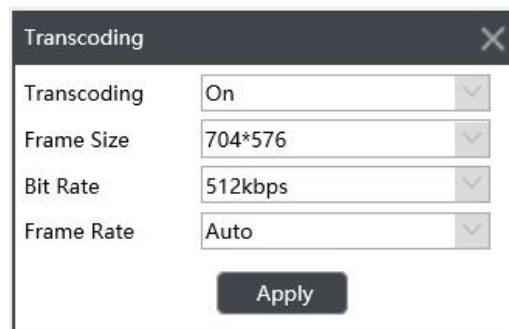 Transcoding
Transcoding On
Frame Size 704*576
Bit Rate 512kbps
Frame Rate Auto
Apply